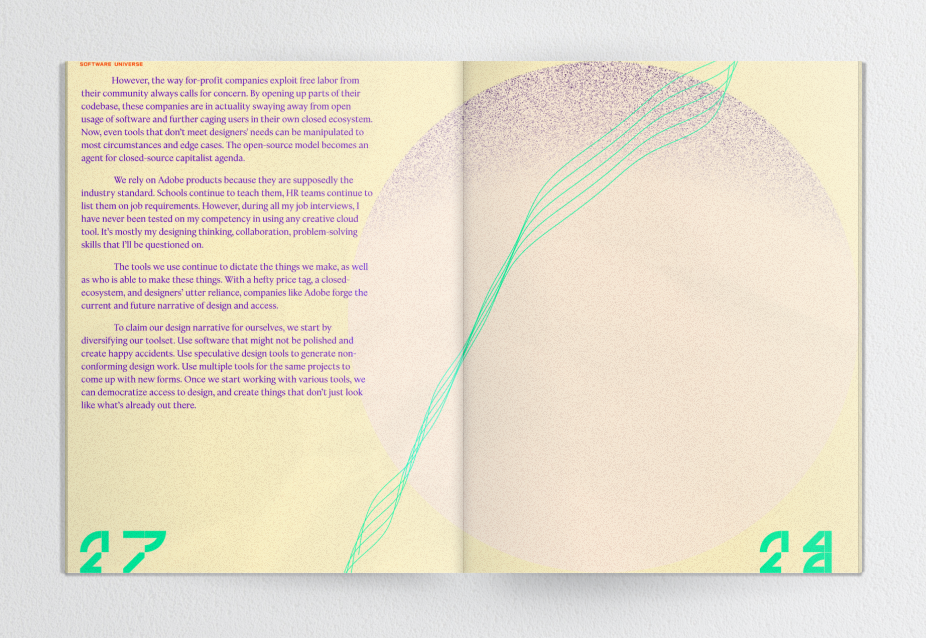 SOFTWARE UNIVERSE
However, the way for-profit companies exploit free labor from
their community always calls for concern. By opening up parts of their
codebase, these companies are in actuality swaying away from open
usage of software and further caging users in their own closed ecosystem.
Now, even tools that don't meet designers' needs can be manipulated to
most circumstances and edge cases. The open-source model becomes an
agent for closed-source capitalist agenda.
We rely on Adobe products because they are supposedly the
industry standard. Schools continue to teach them, HR teams continue to
list them on job requirements. However, during all my job interviews, I
have never been tested on my competency in using any creative cloud
tool. It's mostly my designing thinking, collaboration, problem-solving
skills that I'll be questioned on.
The tools we use continue to dictate the things we make, as well
as who is able to make these things. With a hefty price tag, a closed-
ecosystem, and designers' utter reliance, companies like Adobe forge the
current and future narrative of design and access.
To claim our design narrative for ourselves, we start by
diversifying our toolset. Use software that might not be polished and
create happy accidents. Use speculative design tools to generate non-
conforming design work. Use multiple tools for the same projects to
come up with new forms. Once we start working with various tools, we
can democratize access to design, and create things that don't just look
like what's already out there.
27